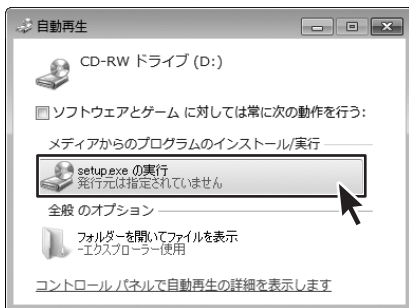 自動再生
CD-RW ドライブ (D:)
ソフトウェアとゲーム に対しては常に次の動作を行う:
メディアからのプログラムのインストール/実行
setup.exe の実行
発行元は指定されていません
全般 のオプション
フォルダーを開いてファイルを表示
-エクスプローラー使用
コントロール パネルで自動再生の詳細を表示します